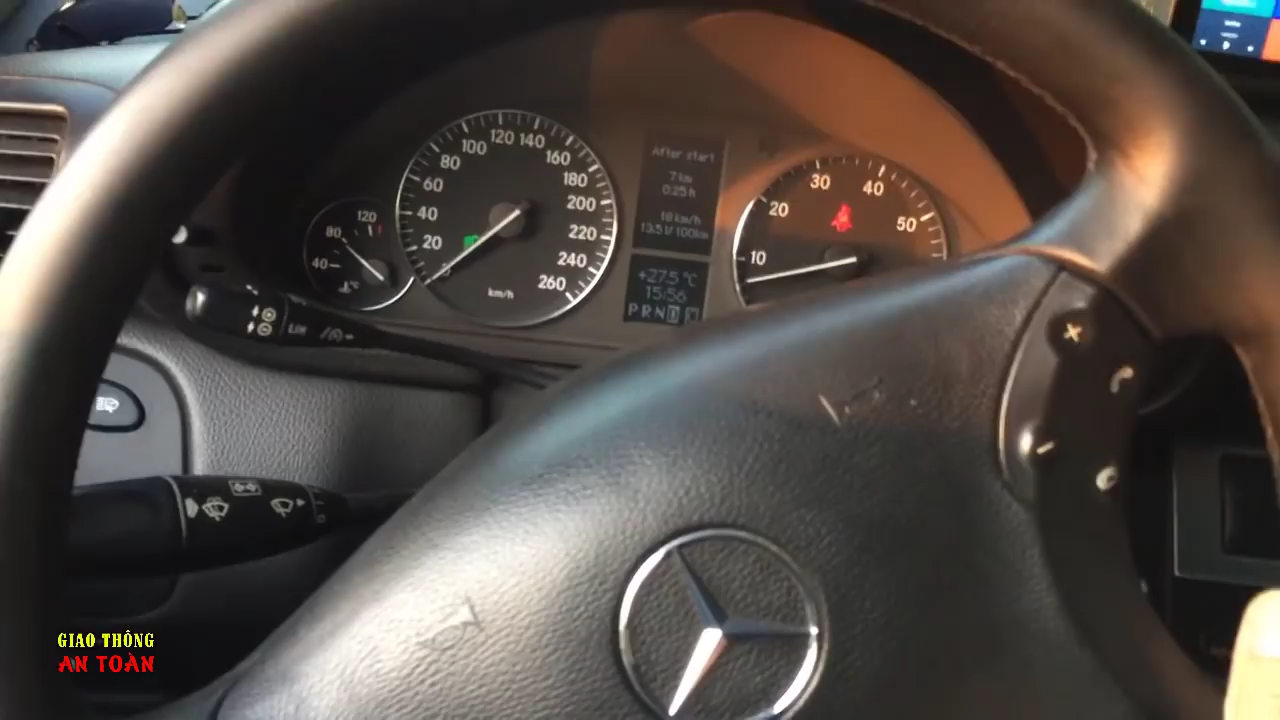 120
80
40
°C
0
20
40
60
80
100
120
140
160
180
200
220
240
260
km/h
After start
7 km
0:25 h
18 km/h
13.5 l/100km
+27.5 °C
15:56
P R N D
10
20
30
40
50
LIM
GIAO THÔNG
AN TOÀN